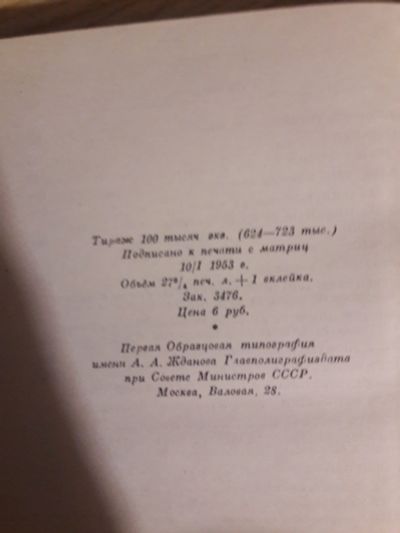 Тираж 100 тысяч экз. (624—723 тыс.)
Подписано к печати с матриц
10/I 1953 г.
Объём 27³/₄ печ. л. + 1 вклейка.
Зак. 3476.
Цена 6 руб.
*
Первая Образцовая типография
имени А. А. Жданова Главполиграфиздата
при Совете Министров СССР.
Москва, Валовая, 28.